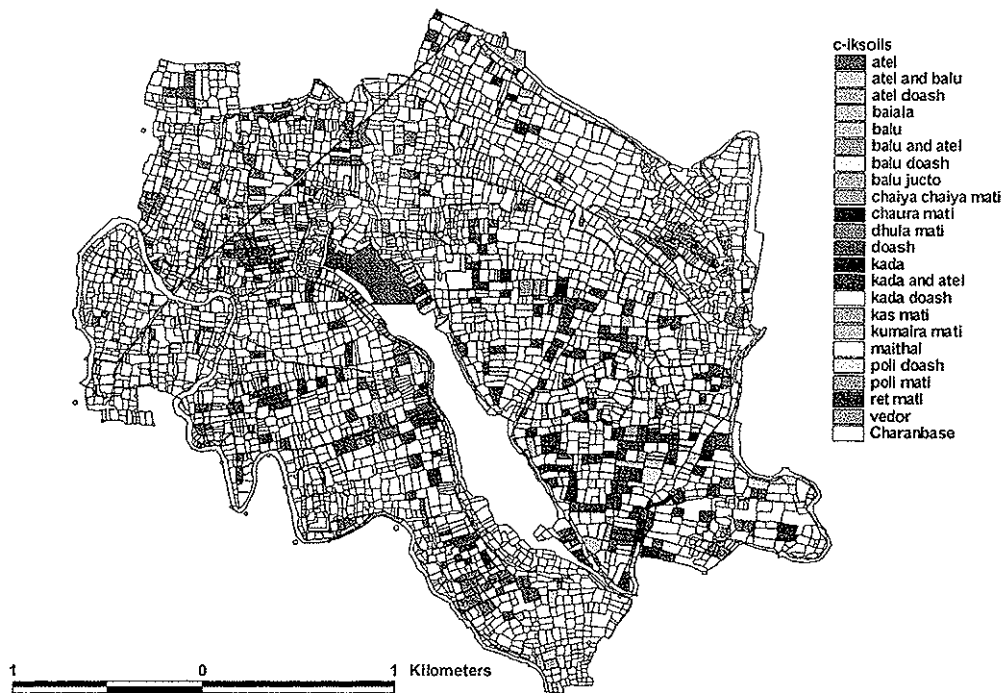 c-iksoils
atel
atel and balu
atel doash
baiala
balu
balu and atel
balu doash
balu jucto
chaiya chaiya mati
chaura mati
dhula mati
doash
kada
kada and atel
kada doash
kas mati
kumaira mati
maithal
poli doash
poli mati
ret mati
vedor
Charanbase
1 0 1 Kilometers